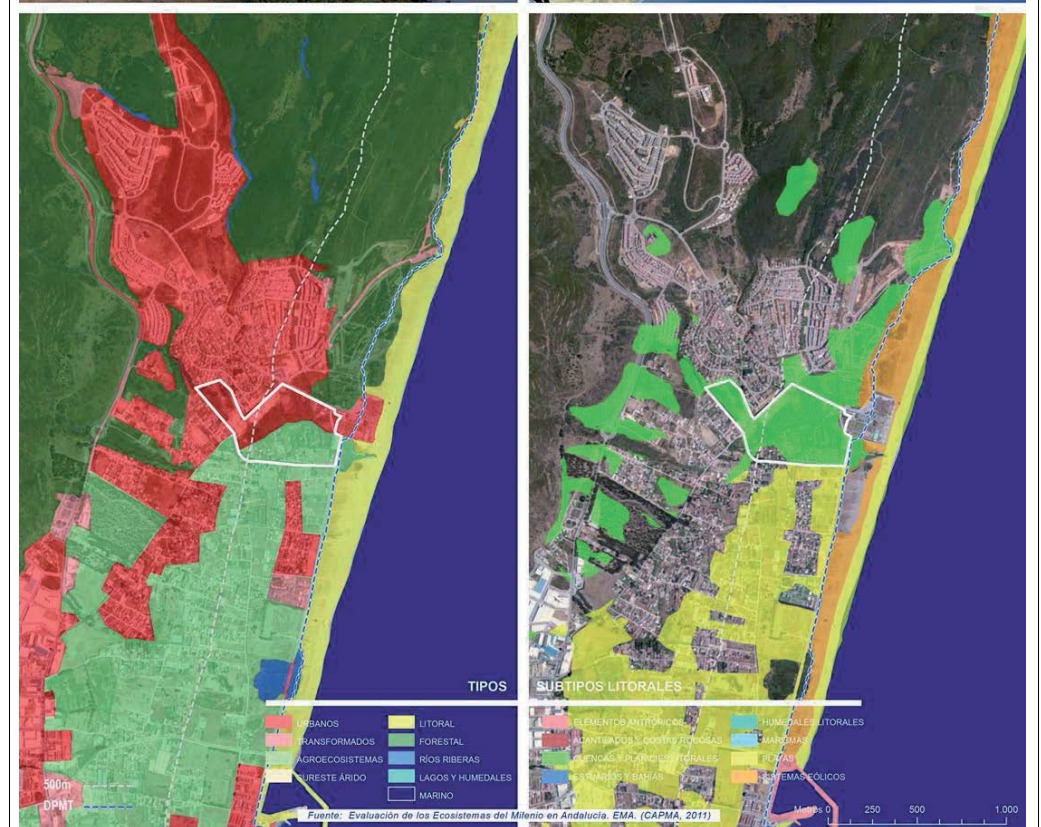 TIPOS
URBANOS
TRANSFORMADOS
AGROECOSISTEMAS
SURESTE ÁRIDO
LITORAL
FORESTAL
RÍOS RIBERAS
LAGOS Y HUMEDALES
MARINO
500m
DPMT
SUBTIPOS LITORALES
ELEMENTOS ANTRÓPICOS
ACANTILADOS Y COSTAS ROCOSAS
CUENCAS Y PLANICIES LITORALES
ESTUARIOS Y BAHÍAS
HUMEDALES LITORALES
MARISMAS
PLAYAS
SISTEMAS EÓLICOS
Metros 0 250 500 1.000
Fuente: Evaluación de los Ecosistemas del Milenio en Andalucía. EMA. (CAPMA, 2011)